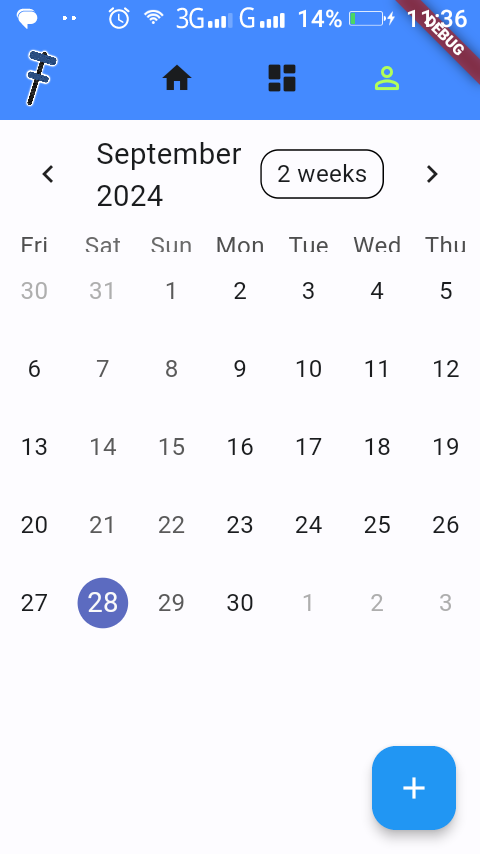 3G G 14% 11:36
DEBUG
September
2024
2 weeks
Fri Sat Sun Mon Tue Wed Thu
30 31 1 2 3 4 5
6 7 8 9 10 11 12
13 14 15 16 17 18 19
20 21 22 23 24 25 26
27 28 29 30 1 2 3
+